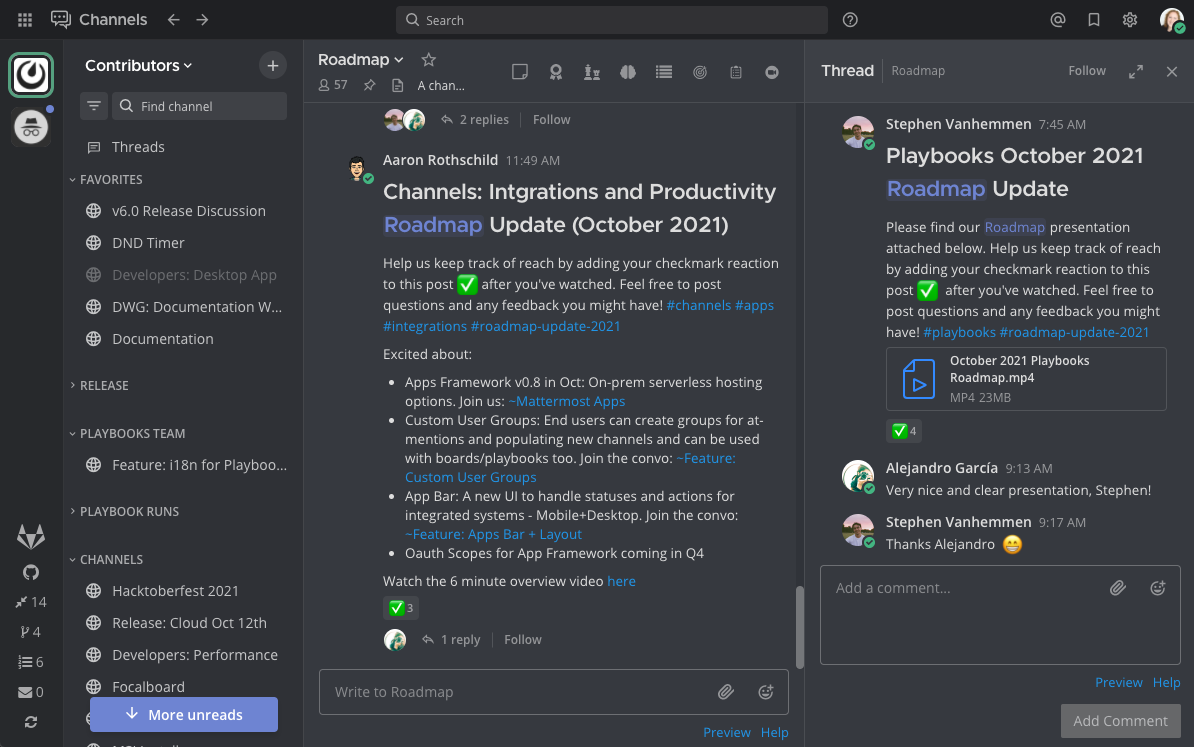 Channels
Search
Contributors
Find channel
Threads
FAVORITES
v6.0 Release Discussion
DND Timer
Developers: Desktop App
DWG: Documentation W...
Documentation
RELEASE
PLAYBOOKS TEAM
Feature: i18n for Playboo...
PLAYBOOK RUNS
CHANNELS
Hacktoberfest 2021
Release: Cloud Oct 12th
Developers: Performance
Focalboard
More unreads
14
4
6
0
Roadmap
57
A chan...
2 replies
Follow
Aaron Rothschild 11:49 AM
Channels: Intgrations and Productivity
Roadmap Update (October 2021)
Help us keep track of reach by adding your checkmark reaction
to this post ✅ after you've watched. Feel free to post
questions and any feedback you might have! #channels #apps
#integrations #roadmap-update-2021
Excited about:
• Apps Framework v0.8 in Oct: On-prem serverless hosting
options. Join us: ~Mattermost Apps
• Custom User Groups: End users can create groups for at-
mentions and populating new channels and can be used
with boards/playbooks too. Join the convo: ~Feature:
Custom User Groups
• App Bar: A new UI to handle statuses and actions for
integrated systems - Mobile+Desktop. Join the convo:
~Feature: Apps Bar + Layout
• Oauth Scopes for App Framework coming in Q4
Watch the 6 minute overview video here
✅ 3
1 reply
Follow
Write to Roadmap
Preview Help
Thread
Roadmap
Follow
Stephen Vanhemmen 7:45 AM
Playbooks October 2021
Roadmap Update
Please find our Roadmap presentation
attached below. Help us keep track of reach
by adding your checkmark reaction to this
post ✅ after you've watched. Feel free to
post questions and any feedback you might
have! #playbooks #roadmap-update-2021
October 2021 Playbooks
Roadmap.mp4
MP4 23MB
✅ 4
Alejandro García 9:13 AM
Very nice and clear presentation, Stephen!
Stephen Vanhemmen 9:17 AM
Thanks Alejandro 😁
Add a comment...
Preview Help
Add Comment